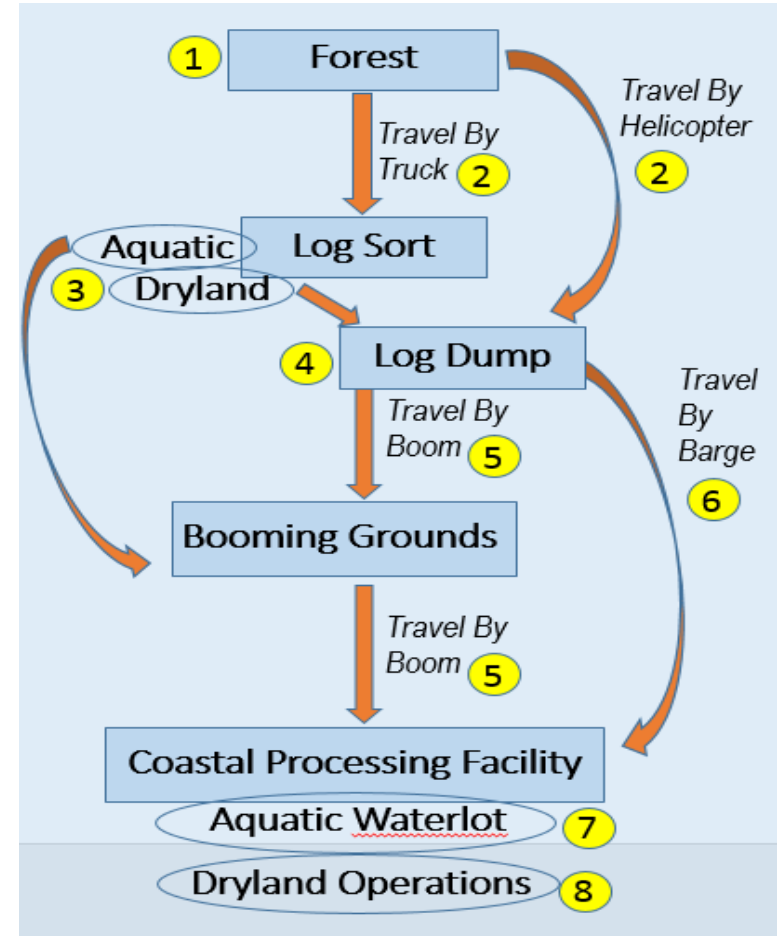 1
Forest
Travel By
Helicopter
2
Travel By
Truck 2
Aquatic
Log Sort
3
Dryland
4
Log Dump
Travel By
Boom 5
Travel
By
Barge
6
Booming Grounds
Travel By
Boom 5
Coastal Processing Facility
Aquatic Waterlot 7
Dryland Operations 8